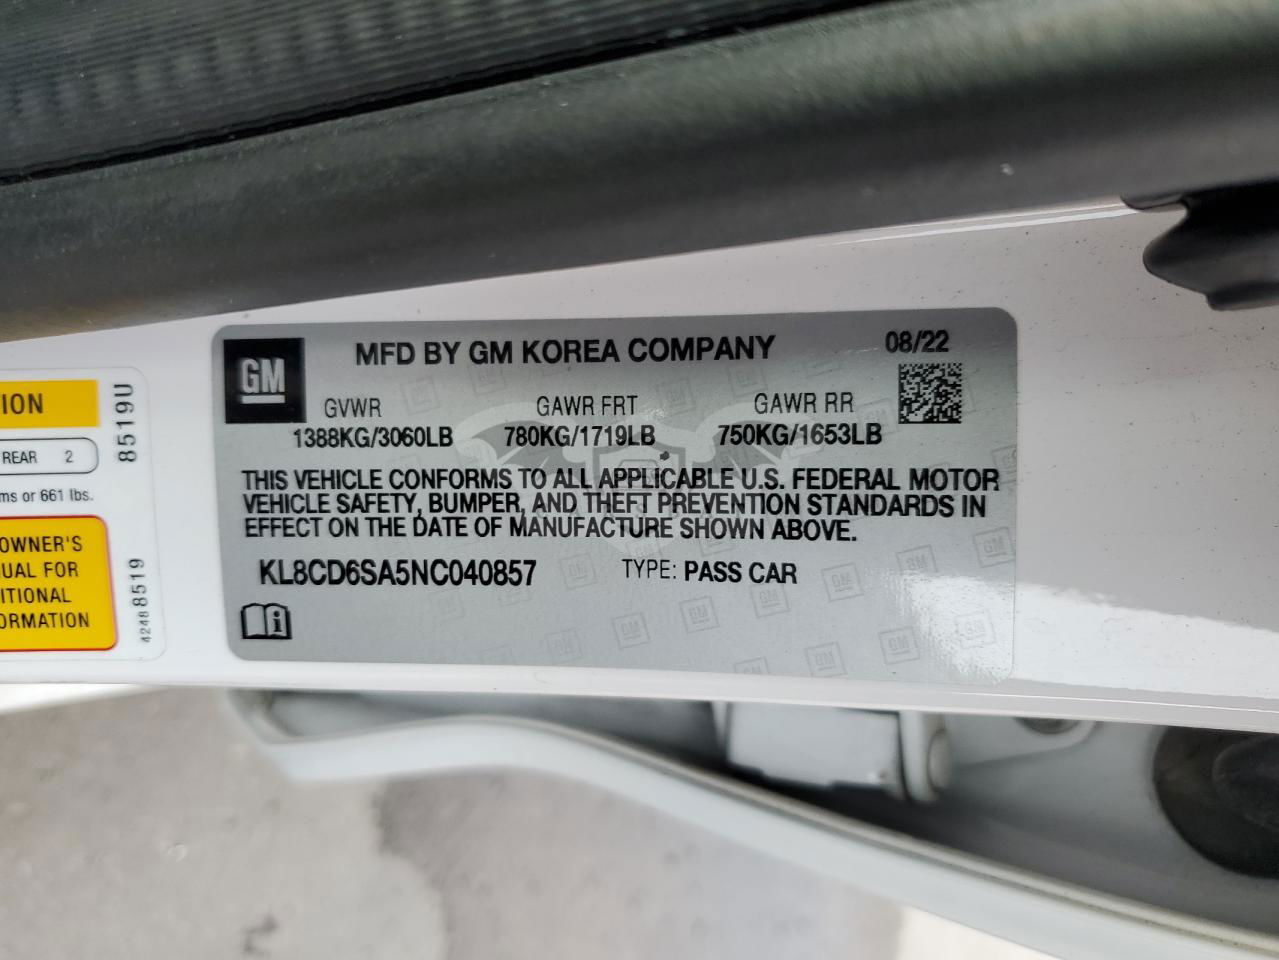 GM
MFD BY GM KOREA COMPANY
08/22
GVWR GAWR FRT GAWR RR
1388KG/3060LB 780KG/1719LB 750KG/1653LB
THIS VEHICLE CONFORMS TO ALL APPLICABLE U.S. FEDERAL MOTOR
VEHICLE SAFETY, BUMPER, AND THEFT PREVENTION STANDARDS IN
EFFECT ON THE DATE OF MANUFACTURE SHOWN ABOVE.
KL8CD6SA5NC040857 TYPE: PASS CAR
ION
REAR 2
ms or 661 lbs.
OWNER'S
UAL FOR
ITIONAL
ORMATION
8519U
42488519